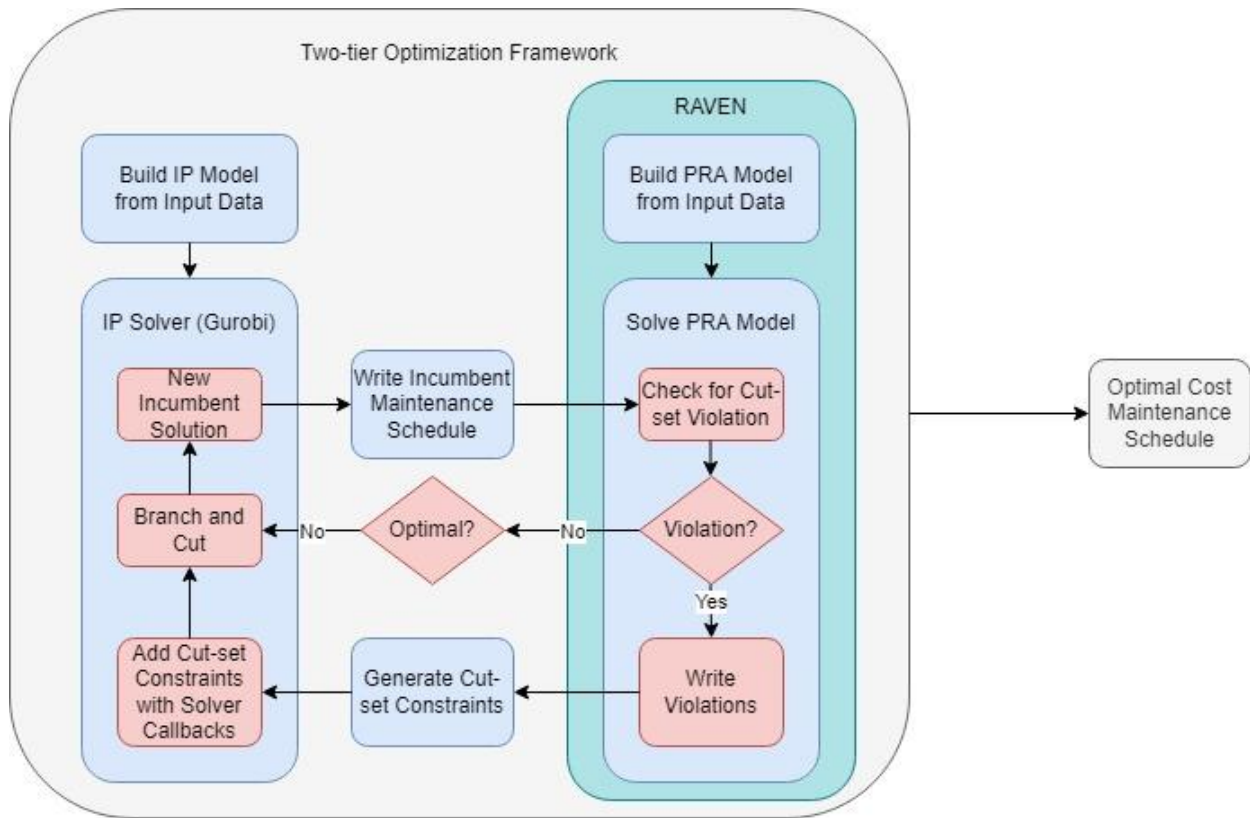 Two-tier Optimization Framework
RAVEN
Build IP Model
from Input Data
Build PRA Model
from Input Data
IP Solver (Gurobi)
Solve PRA Model
New
Incumbent
Solution
Write Incumbent
Maintenance
Schedule
Check for Cut-
set Violation
Optimal Cost
Maintenance
Schedule
Branch and
Cut
No
Optimal?
No
Violation?
Yes
Add Cut-set
Constraints
with Solver
Callbacks
Generate Cut-
set Constraints
Write
Violations